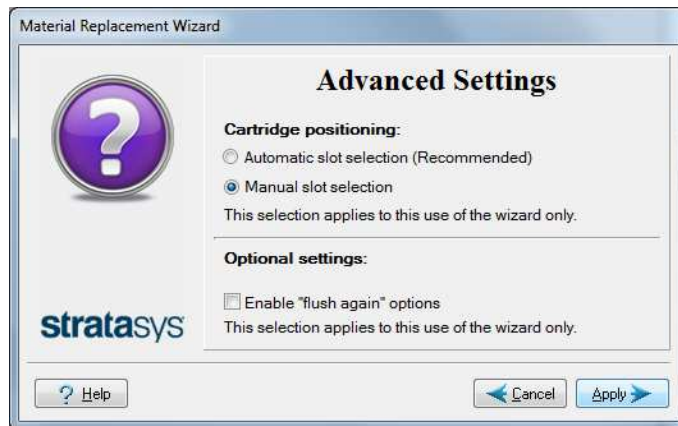 Material Replacement Wizard
Advanced Settings
Cartridge positioning:
Automatic slot selection (Recommended)
Manual slot selection
This selection applies to this use of the wizard only.
Optional settings:
Enable "flush again" options
This selection applies to this use of the wizard only.
stratasys
? Help
Cancel
Apply